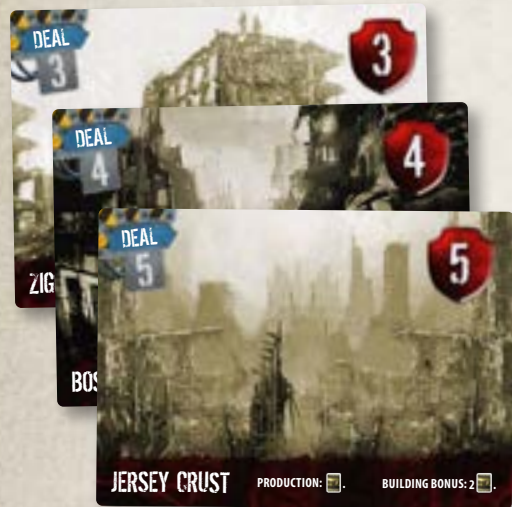 DEAL
3
3
ZIG
DEAL
4
4
BOS
DEAL
5
5
JERSEY CRUST PRODUCTION: . BUILDING BONUS: 2 .